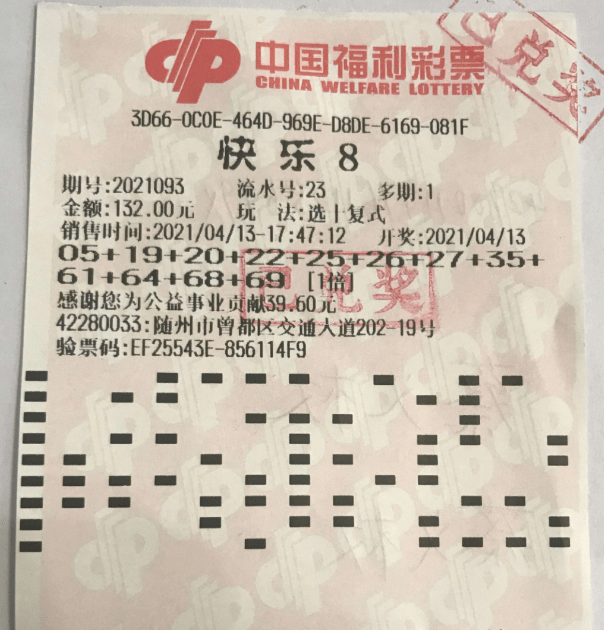 中国福利彩票
CHINA WELFARE LOTTERY
已兑奖
3D66-0C0E-464D-969E-D8DE-6169-081F
快乐8
期号:2021093 流水号:23 多期:1
金额:132.00元 玩 法:选十复式
销售时间:2021/04/13-17:47:12 开奖:2021/04/13
05+19+20+22+25+26+27+35+
61+64+68+69 [1倍]
已兑奖
感谢您为公益事业贡献39.60元
42280033:随州市曾都区交通大道202-19号
验票码:EF25543E-856114F9